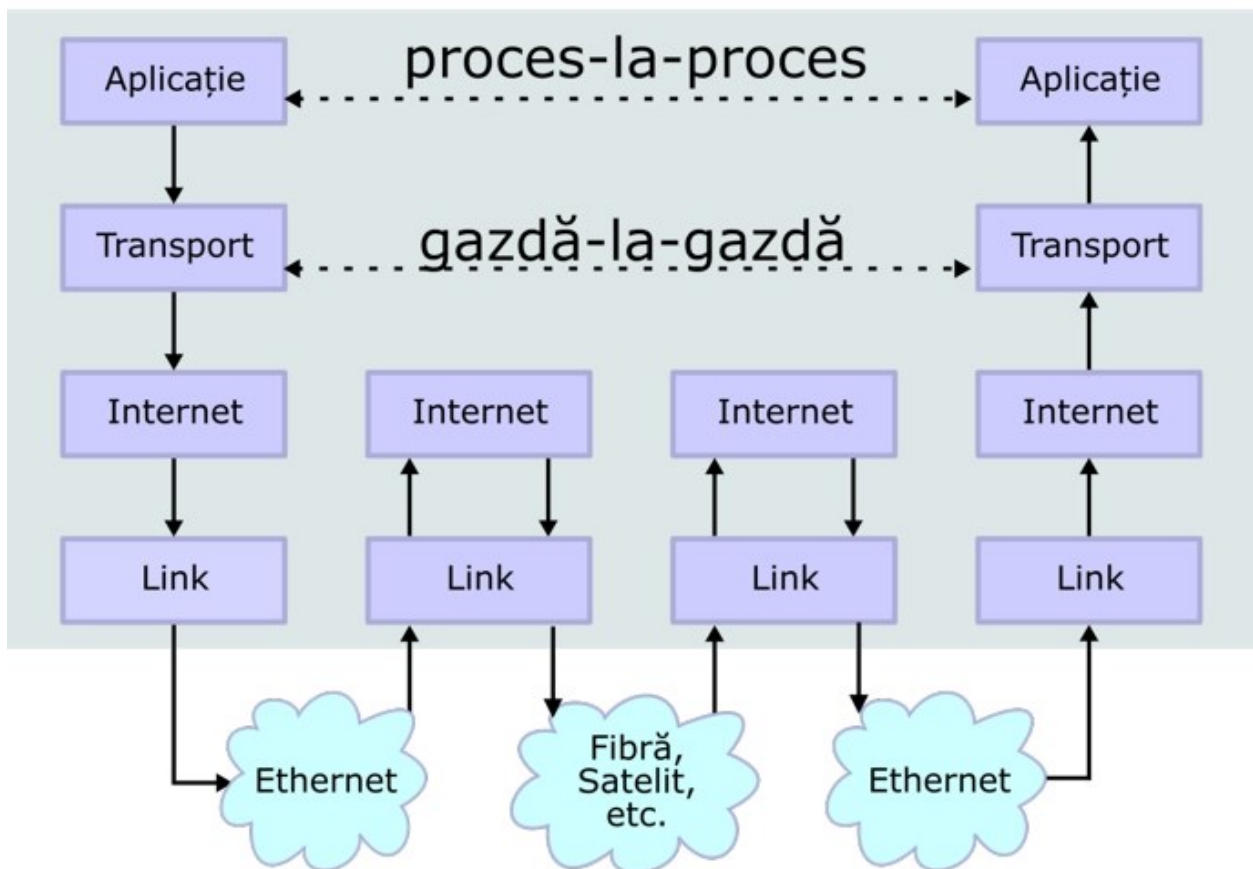 proces-la-proces
Aplicație
Aplicație
gazdă-la-gazdă
Transport
Transport
Internet
Internet
Internet
Internet
Link
Link
Link
Link
Ethernet
Fibră,
Satelit,
etc.
Ethernet